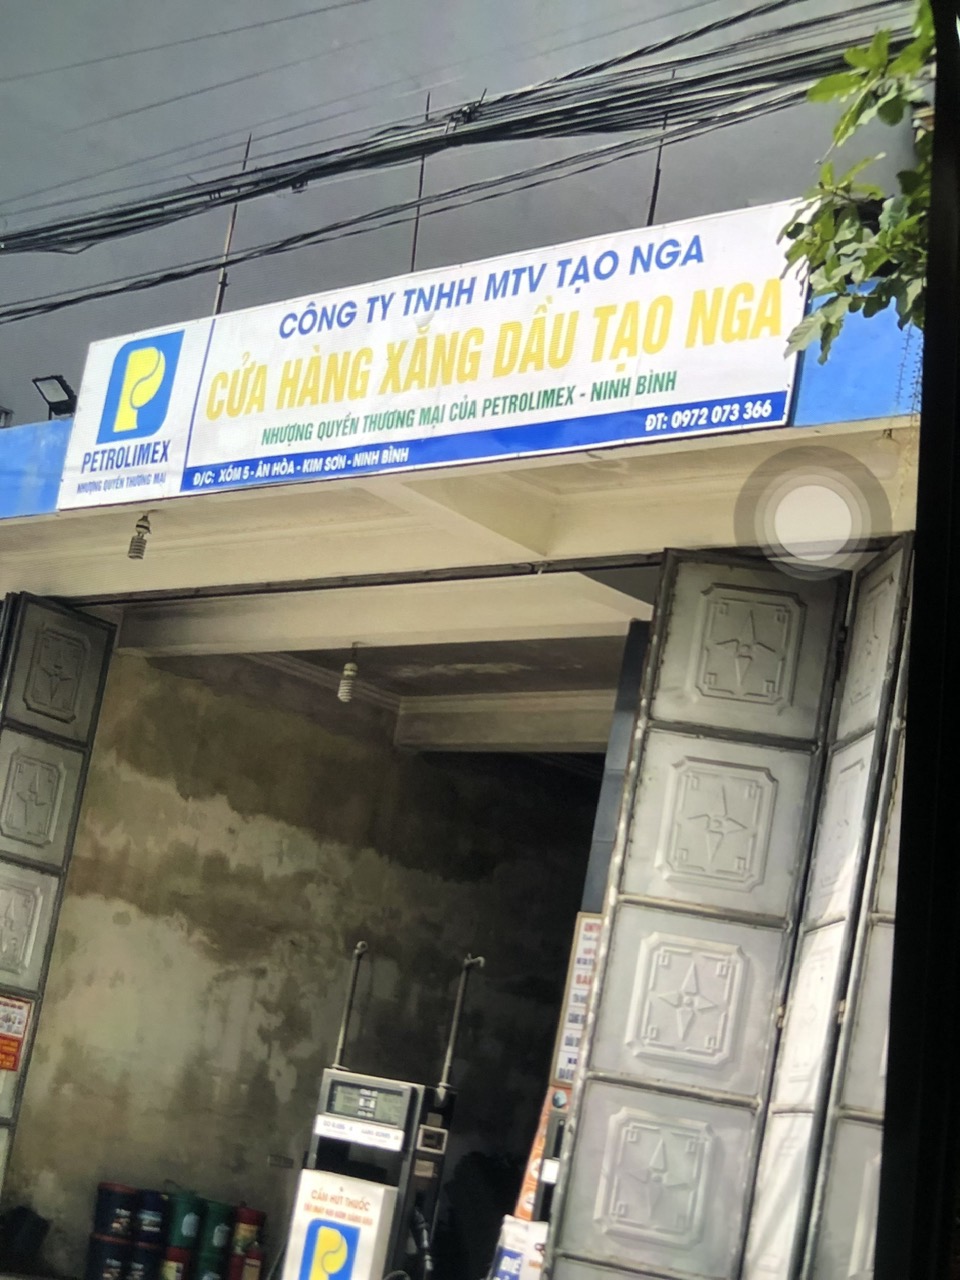 CÔNG TY TNHH MTV TẠO NGA
CỬA HÀNG XĂNG DẦU TẠO NGA
NHƯỢNG QUYỀN THƯƠNG MẠI CỦA PETROLIMEX - NINH BÌNH
ĐT: 0972 073 366
Đ/C: XÓM 5 - ÂN HÒA - KIM SƠN - NINH BÌNH
PETROLIMEX
NHƯỢNG QUYỀN THƯƠNG MẠI
CẤM HÚT THUỐC